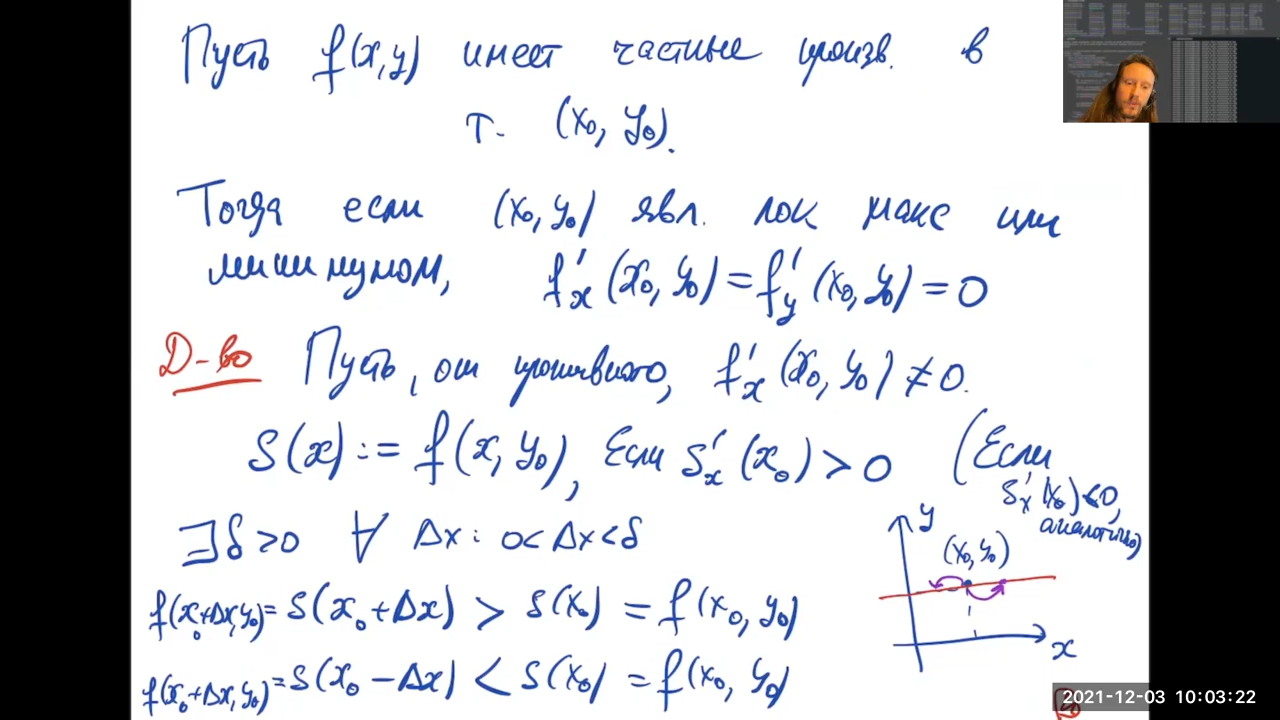 Пусть f(x,y) имеет частные произв. в
т. (x₀, y₀).
Тогда если (x₀, y₀) явл. лок макс или
минимумом, f'ₓ(x₀, y₀) = f'ᵧ(x₀, y₀) = 0
Д-во Пусть, от противного, f'ₓ(x₀, y₀) ≠ 0.
S(x) := f(x, y₀), Если S'ₓ(x₀) > 0 (Если
S'ₓ(x₀) < 0,
аналогично)
∃δ > 0 ∀ Δx: 0 < Δx < δ
y
(x₀, y₀)
x
f(x₀+Δx, y₀) = S(x₀ + Δx) > S(x₀) = f(x₀, y₀)
f(x₀+Δx, y₀) = S(x₀ − Δx) < S(x₀) = f(x₀, y₀)
2021-12-03 10:03:22